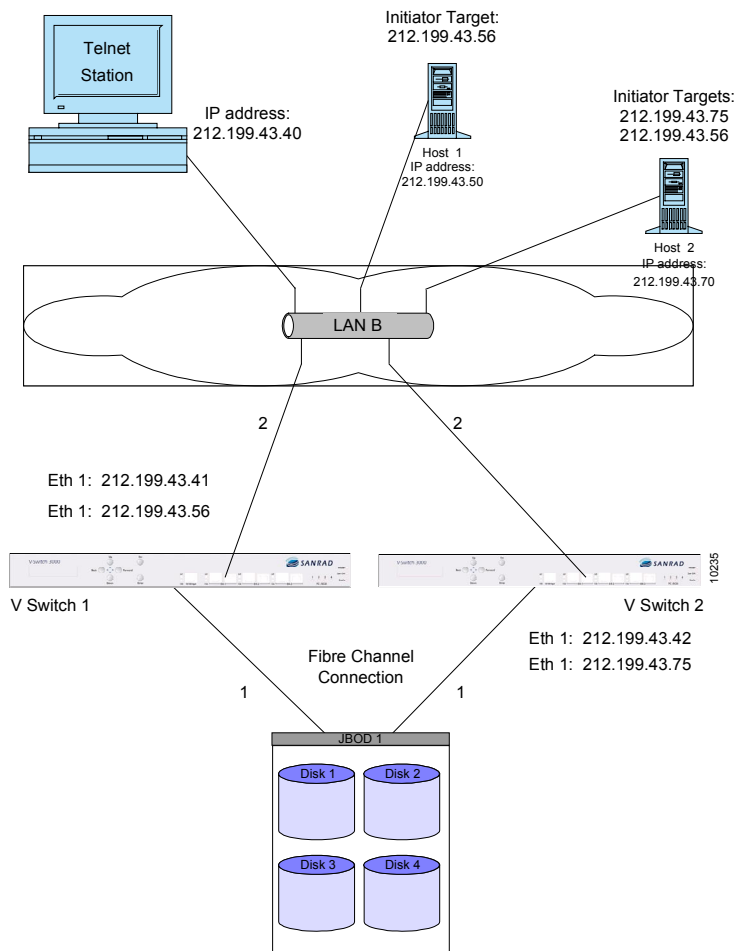 Telnet
Station
IP address:
212.199.43.40
Initiator Target:
212.199.43.56
Host 1
IP address:
212.199.43.50
Initiator Targets:
212.199.43.75
212.199.43.56
Host 2
IP address:
212.199.43.70
LAN B
2
2
Eth 1: 212.199.43.41
Eth 1: 212.199.43.56
SANRAD
SANRAD
10235
V Switch 1
V Switch 2
Eth 1: 212.199.43.42
Eth 1: 212.199.43.75
Fibre Channel
Connection
1
1
JBOD 1
Disk 1
Disk 2
Disk 3
Disk 4